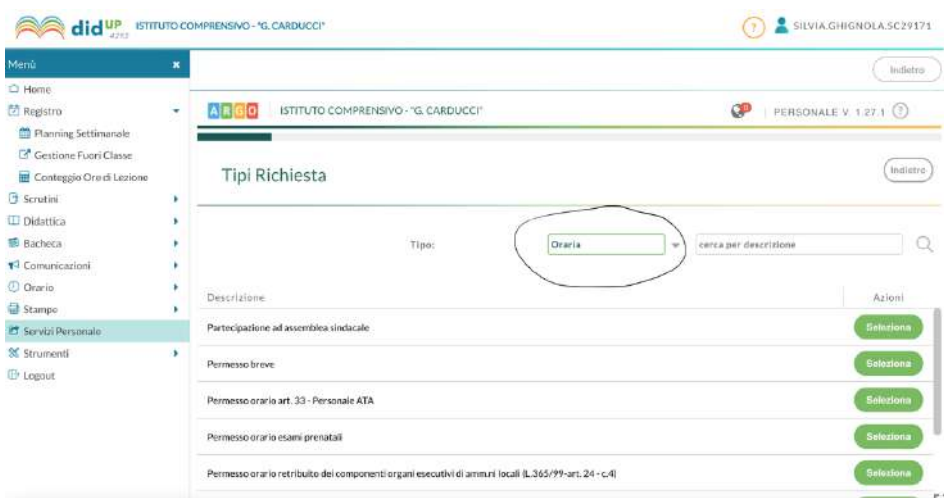 didUP ISTITUTO COMPRENSIVO - "G. CARDUCCI"
? SILVIA.GHIGNOLA.SC29171
Menù x
Indietro
Home
Registro
Planning Settimanale
Gestione Fuori Classe
Conteggio Ore di Lezione
Scrutini
Didattica
Bacheca
Comunicazioni
Orario
Stampe
Servizi Personale
Strumenti
Logout
ARGO ISTITUTO COMPRENSIVO - "G. CARDUCCI"
PERSONALE V. 1.27.1 ?
Tipi Richiesta
Indietro
Tipo: Oraria cerca per descrizione
Descrizione Azioni
Partecipazione ad assemblea sindacale Seleziona
Permesso breve Seleziona
Permesso orario art. 33 - Personale ATA Seleziona
Permesso orario esami prenatali Seleziona
Permesso orario retribuito dei componenti organi esecutivi di amm.ni locali (L.365/99-art. 24 - c.4) Seleziona